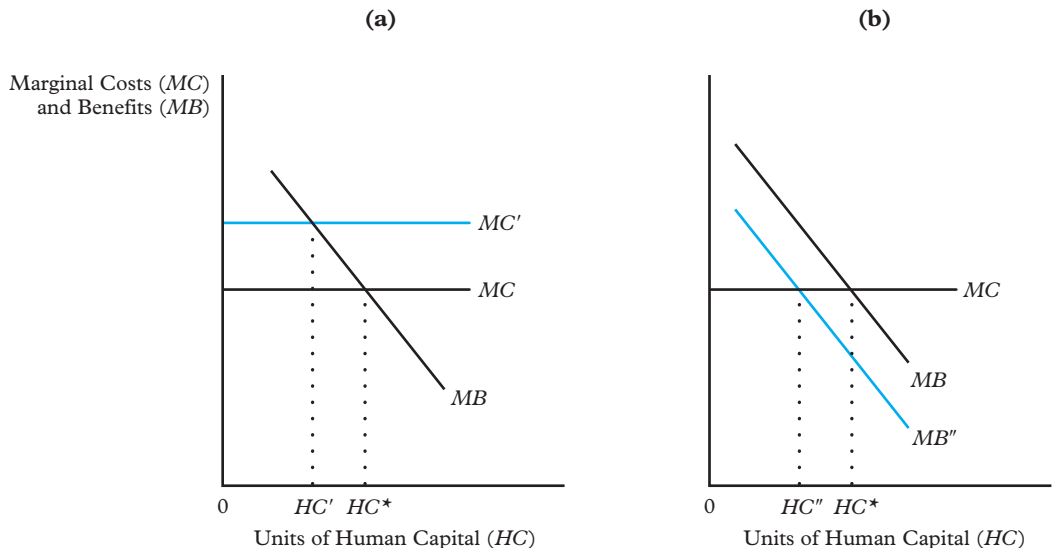 (a)
Marginal Costs (MC)
and Benefits (MB)
MC′
MC
MB
0
HC′
HC★
Units of Human Capital (HC)
(b)
MC
MB
MB″
0
HC″
HC★
Units of Human Capital (HC)